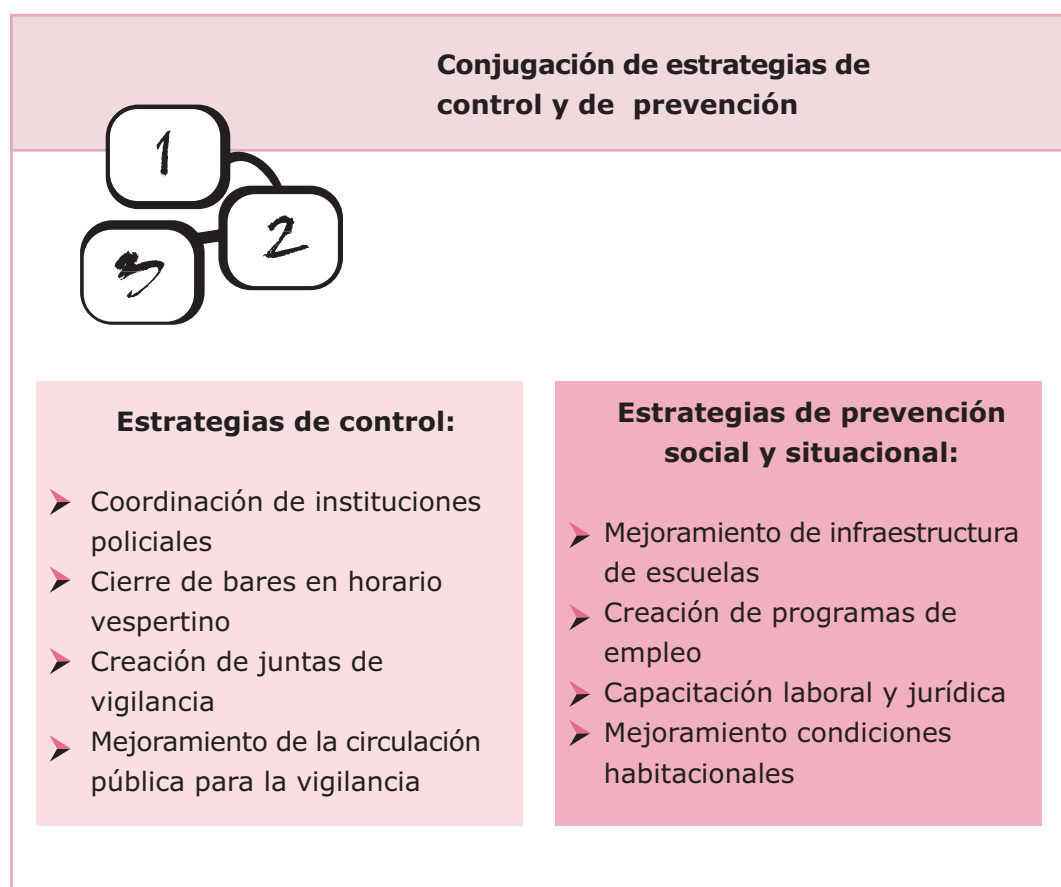 Conjugación de estrategias de
control y de prevención
1
2
3
Estrategias de control:
Coordinación de instituciones
policiales
Cierre de bares en horario
vespertino
Creación de juntas de
vigilancia
Mejoramiento de la circulación
pública para la vigilancia
Estrategias de prevención
social y situacional:
Mejoramiento de infraestructura
de escuelas
Creación de programas de
empleo
Capacitación laboral y jurídica
Mejoramiento condiciones
habitacionales